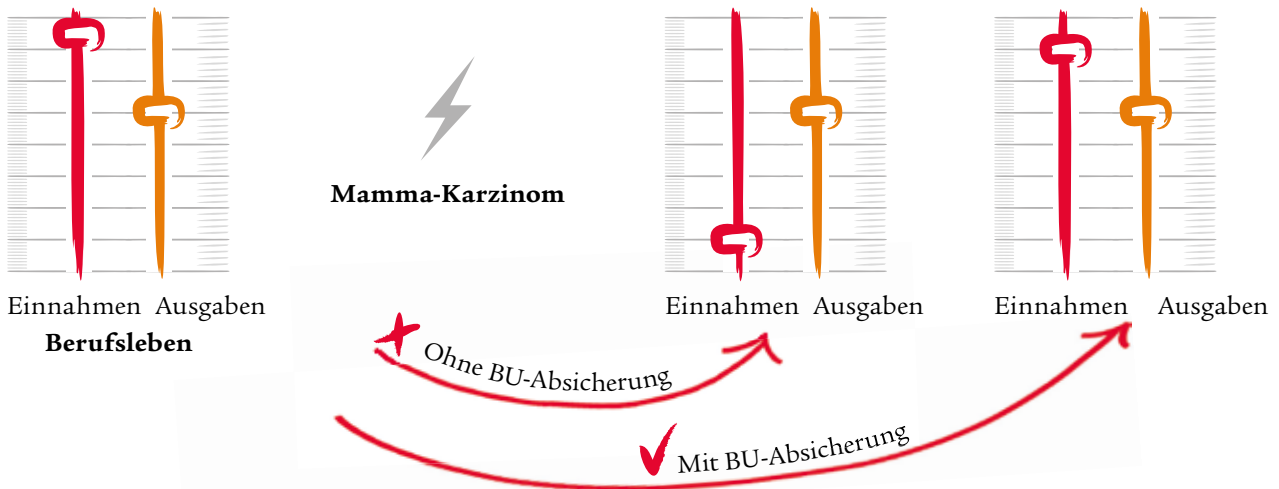 Mamma-Karzinom
Einnahmen Ausgaben
Berufsleben
Einnahmen Ausgaben
Einnahmen Ausgaben
Ohne BU-Absicherung
Mit BU-Absicherung